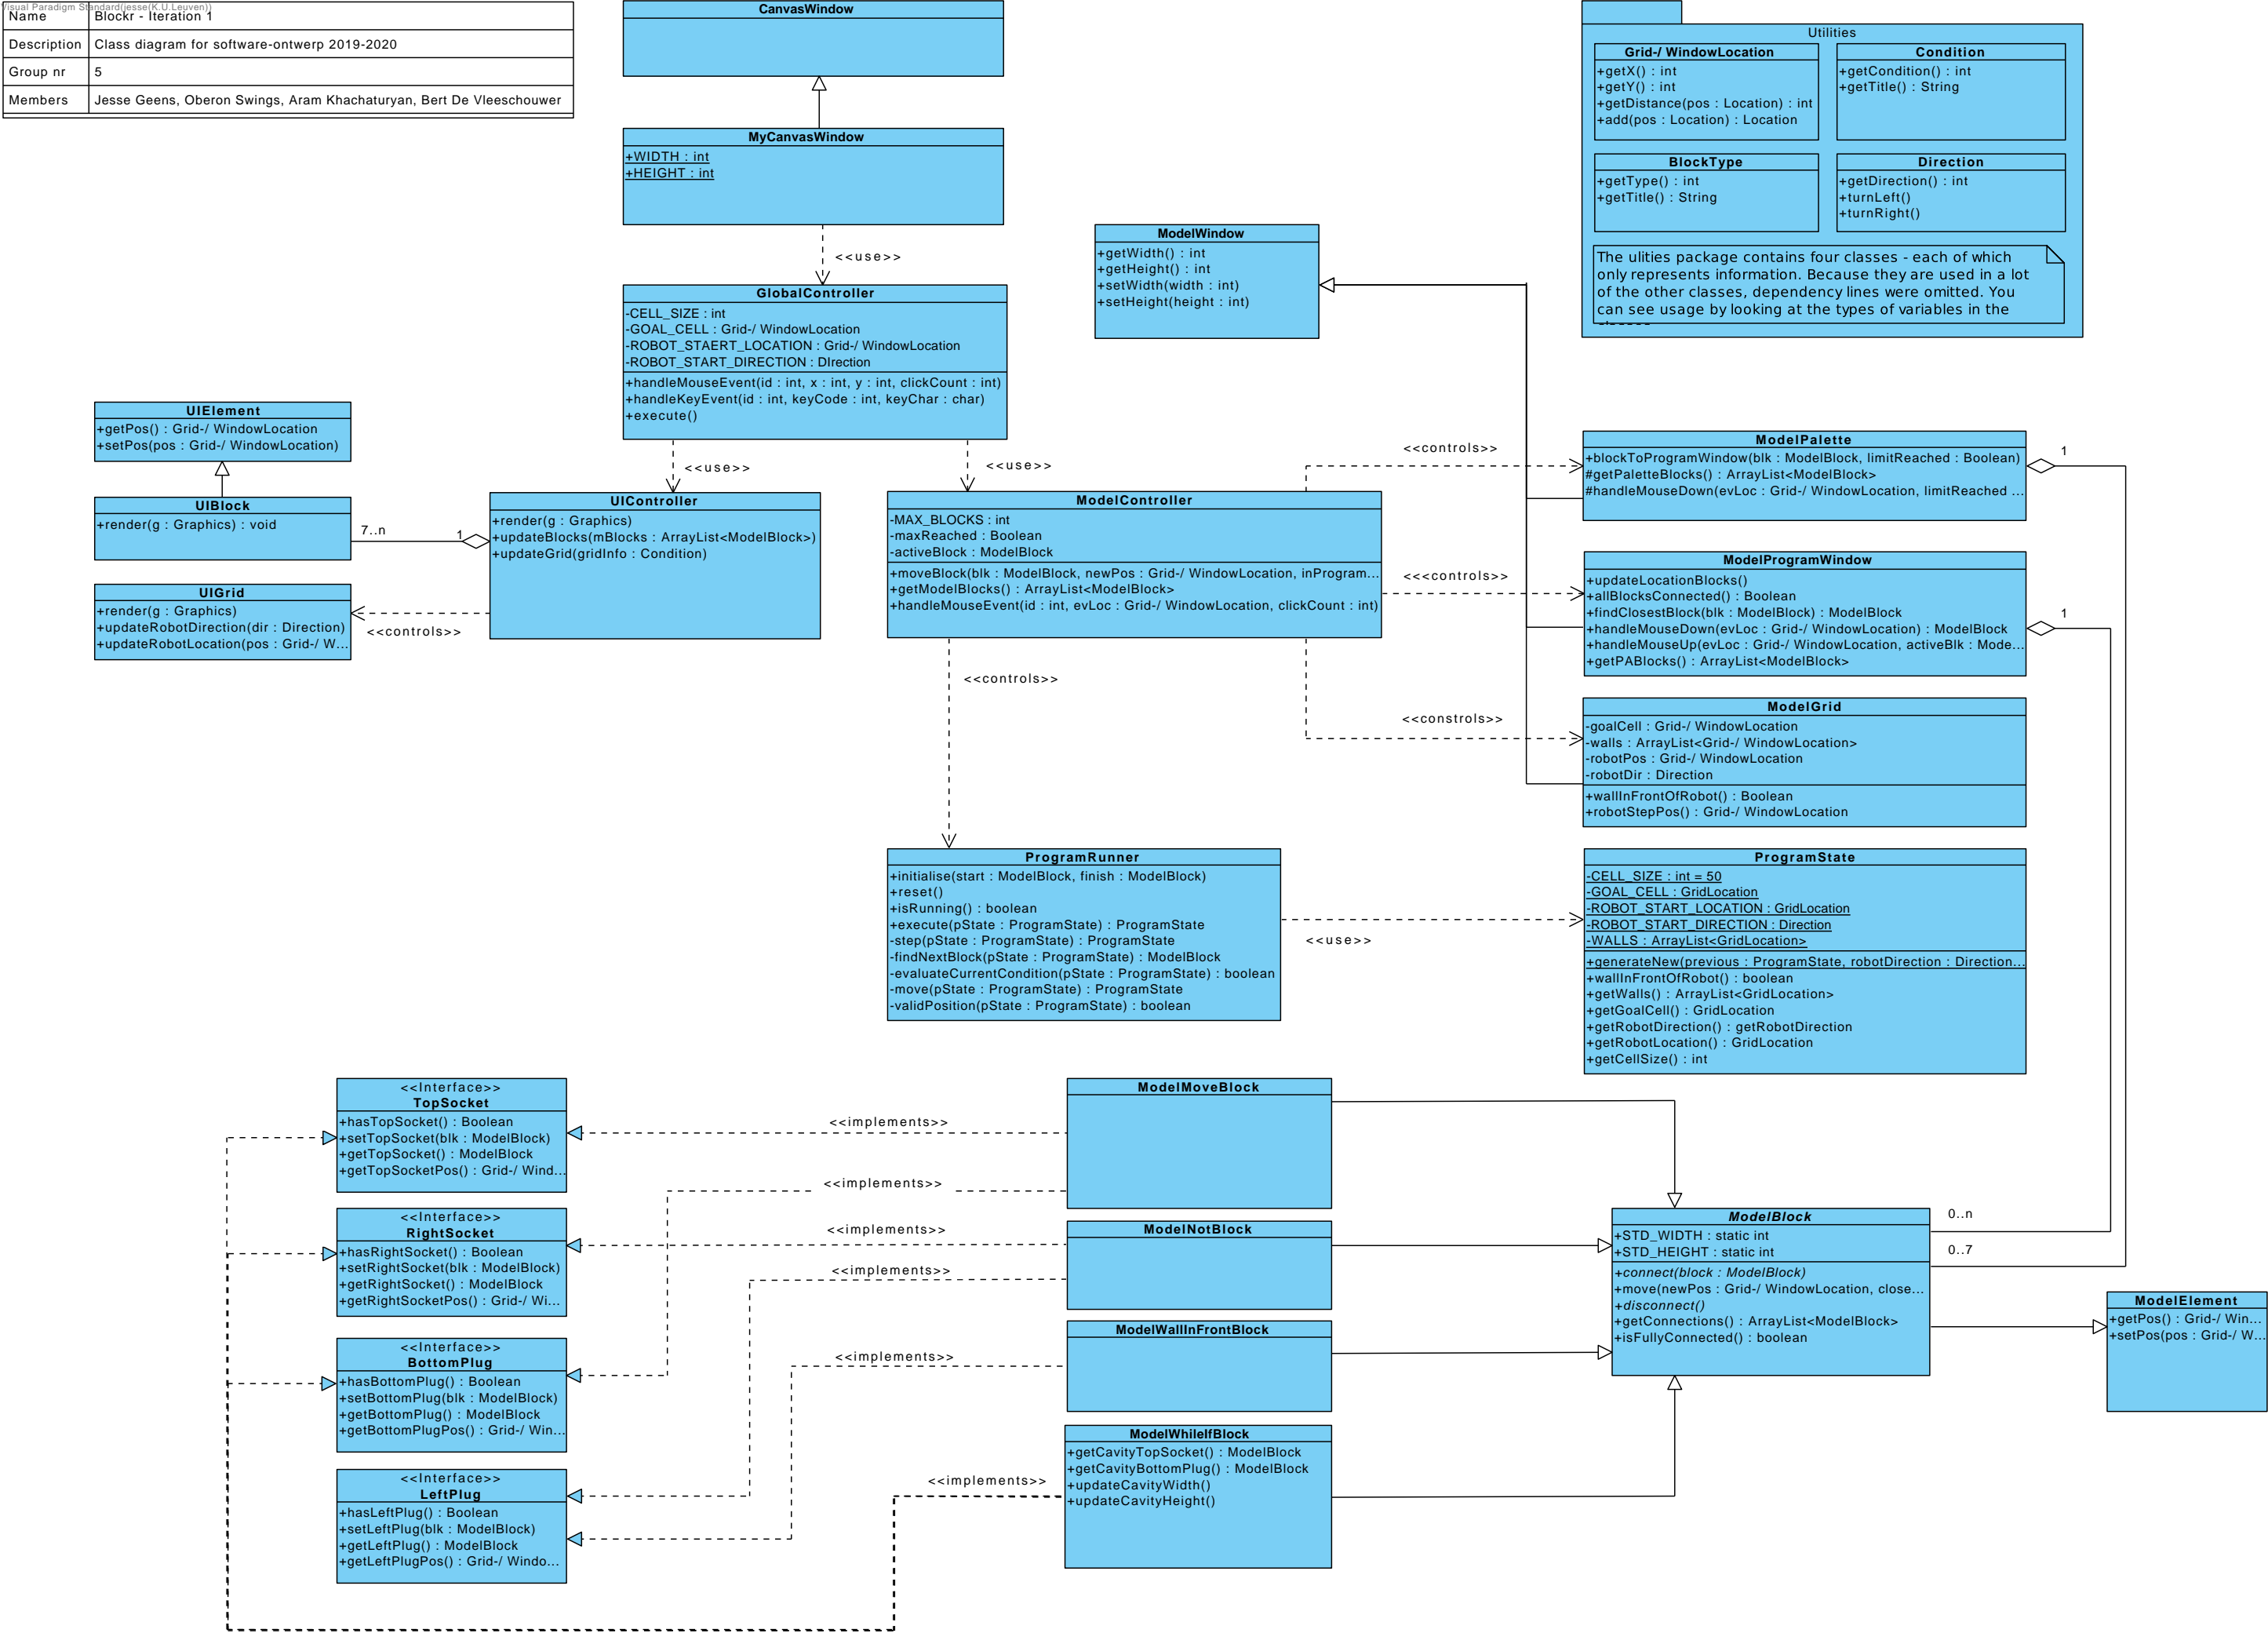 Visual Paradigm Standard(jesse(K.U.Leuven))
Name Blockr - Iteration 1
Description Class diagram for software-ontwerp 2019-2020
Group nr 5
Members Jesse Geens, Oberon Swings, Aram Khachaturyan, Bert De Vleeschouwer
CanvasWindow
MyCanvasWindow
+WIDTH : int
+HEIGHT : int
<<use>>
GlobalController
-CELL_SIZE : int
-GOAL_CELL : Grid-/ WindowLocation
-ROBOT_STAERT_LOCATION : Grid-/ WindowLocation
-ROBOT_START_DIRECTION : DIrection
+handleMouseEvent(id : int, x : int, y : int, clickCount : int)
+handleKeyEvent(id : int, keyCode : int, keyChar : char)
+execute()
<<use>>
<<use>>
ModelWindow
+getWidth() : int
+getHeight() : int
+setWidth(width : int)
+setHeight(height : int)
Utilities
Grid-/ WindowLocation
+getX() : int
+getY() : int
+getDistance(pos : Location) : int
+add(pos : Location) : Location
Condition
+getCondition() : int
+getTitle() : String
BlockType
+getType() : int
+getTitle() : String
Direction
+getDirection() : int
+turnLeft()
+turnRight()
The ulities package contains four classes - each of which
only represents information. Because they are used in a lot
of the other classes, dependency lines were omitted. You
can see usage by looking at the types of variables in the
UIElement
+getPos() : Grid-/ WindowLocation
+setPos(pos : Grid-/ WindowLocation)
UIBlock
+render(g : Graphics) : void
7..n
1
UIGrid
+render(g : Graphics)
+updateRobotDirection(dir : Direction)
+updateRobotLocation(pos : Grid-/ W...
<<controls>>
UIController
+render(g : Graphics)
+updateBlocks(mBlocks : ArrayList<ModelBlock>)
+updateGrid(gridInfo : Condition)
ModelController
-MAX_BLOCKS : int
-maxReached : Boolean
-activeBlock : ModelBlock
+moveBlock(blk : ModelBlock, newPos : Grid-/ WindowLocation, inProgram...
+getModelBlocks() : ArrayList<ModelBlock>
+handleMouseEvent(id : int, evLoc : Grid-/ WindowLocation, clickCount : int)
<<controls>>
<<<controls>>
<<constrols>>
<<controls>>
ModelPalette
+blockToProgramWindow(blk : ModelBlock, limitReached : Boolean)
#getPaletteBlocks() : ArrayList<ModelBlock>
#handleMouseDown(evLoc : Grid-/ WindowLocation, limitReached ...
1
ModelProgramWindow
+updateLocationBlocks()
+allBlocksConnected() : Boolean
+findClosestBlock(blk : ModelBlock) : ModelBlock
+handleMouseDown(evLoc : Grid-/ WindowLocation) : ModelBlock
+handleMouseUp(evLoc : Grid-/ WindowLocation, activeBlk : Mode...
+getPABlocks() : ArrayList<ModelBlock>
1
ModelGrid
-goalCell : Grid-/ WindowLocation
-walls : ArrayList<Grid-/ WindowLocation>
-robotPos : Grid-/ WindowLocation
-robotDir : Direction
+wallInFrontOfRobot() : Boolean
+robotStepPos() : Grid-/ WindowLocation
ProgramRunner
+initialise(start : ModelBlock, finish : ModelBlock)
+reset()
+isRunning() : boolean
+execute(pState : ProgramState) : ProgramState
-step(pState : ProgramState) : ProgramState
-findNextBlock(pState : ProgramState) : ModelBlock
-evaluateCurrentCondition(pState : ProgramState) : boolean
-move(pState : ProgramState) : ProgramState
-validPosition(pState : ProgramState) : boolean
<<use>>
ProgramState
-CELL_SIZE : int = 50
-GOAL_CELL : GridLocation
-ROBOT_START_LOCATION : GridLocation
-ROBOT_START_DIRECTION : Direction
-WALLS : ArrayList<GridLocation>
+generateNew(previous : ProgramState, robotDirection : Direction...
+wallInFrontOfRobot() : boolean
+getWalls() : ArrayList<GridLocation>
+getGoalCell() : GridLocation
+getRobotDirection() : getRobotDirection
+getRobotLocation() : GridLocation
+getCellSize() : int
<<Interface>>
TopSocket
+hasTopSocket() : Boolean
+setTopSocket(blk : ModelBlock)
+getTopSocket() : ModelBlock
+getTopSocketPos() : Grid-/ Wind...
<<Interface>>
RightSocket
+hasRightSocket() : Boolean
+setRightSocket(blk : ModelBlock)
+getRightSocket() : ModelBlock
+getRightSocketPos() : Grid-/ Wi...
<<Interface>>
BottomPlug
+hasBottomPlug() : Boolean
+setBottomPlug(blk : ModelBlock)
+getBottomPlug() : ModelBlock
+getBottomPlugPos() : Grid-/ Win...
<<Interface>>
LeftPlug
+hasLeftPlug() : Boolean
+setLeftPlug(blk : ModelBlock)
+getLeftPlug() : ModelBlock
+getLeftPlugPos() : Grid-/ Windo...
<<implements>>
<<implements>>
<<implements>>
<<implements>>
<<implements>>
<<implements>>
ModelMoveBlock
ModelNotBlock
ModelWallInFrontBlock
ModelWhileIfBlock
+getCavityTopSocket() : ModelBlock
+getCavityBottomPlug() : ModelBlock
+updateCavityWidth()
+updateCavityHeight()
ModelBlock
+STD_WIDTH : static int
+STD_HEIGHT : static int
+connect(block : ModelBlock)
+move(newPos : Grid-/ WindowLocation, close...
+disconnect()
+getConnections() : ArrayList<ModelBlock>
+isFullyConnected() : boolean
0..n
0..7
ModelElement
+getPos() : Grid-/ Win...
+setPos(pos : Grid-/ W...